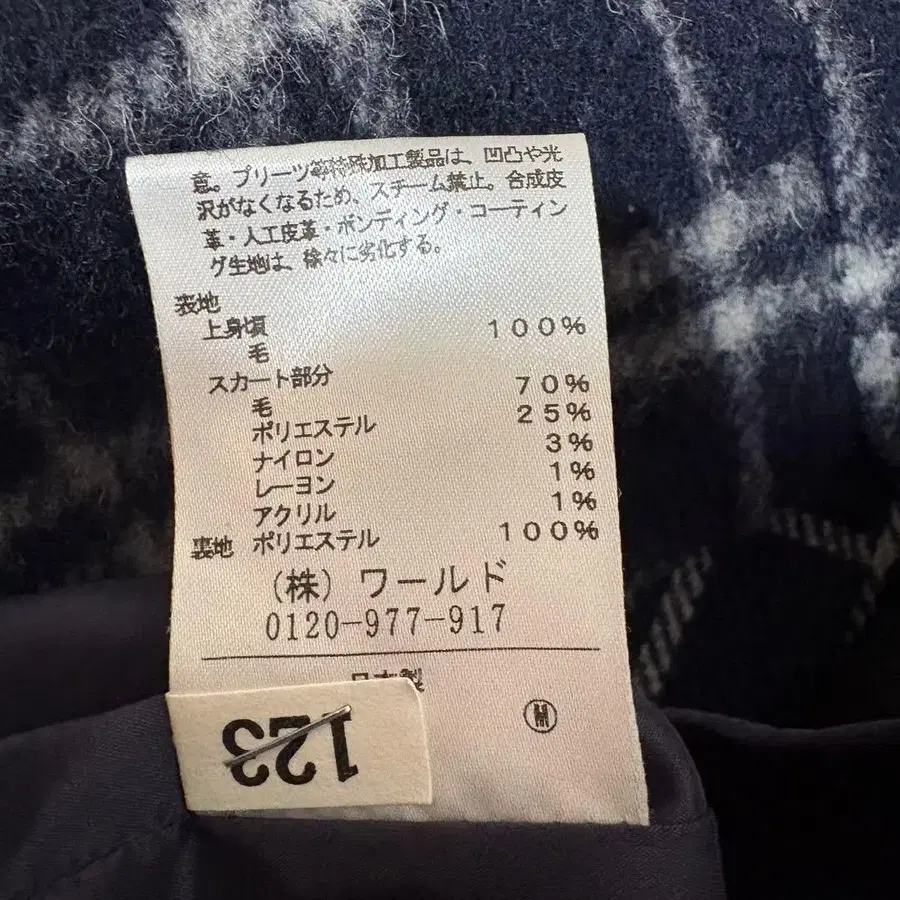 意。プリーツ等特殊加工製品は、凹凸や光
沢がなくなるため、スチーム禁止。合成皮
革・人工皮革・ボンディング・コーティン
グ生地は、徐々に劣化する。
表地
上身頃
毛 100%
スカート部分
毛 70%
ポリエステル 25%
ナイロン 3%
レーヨン 1%
アクリル 1%
裏地 ポリエステル 100%
(株) ワールド
0120-977-917
日本製
123